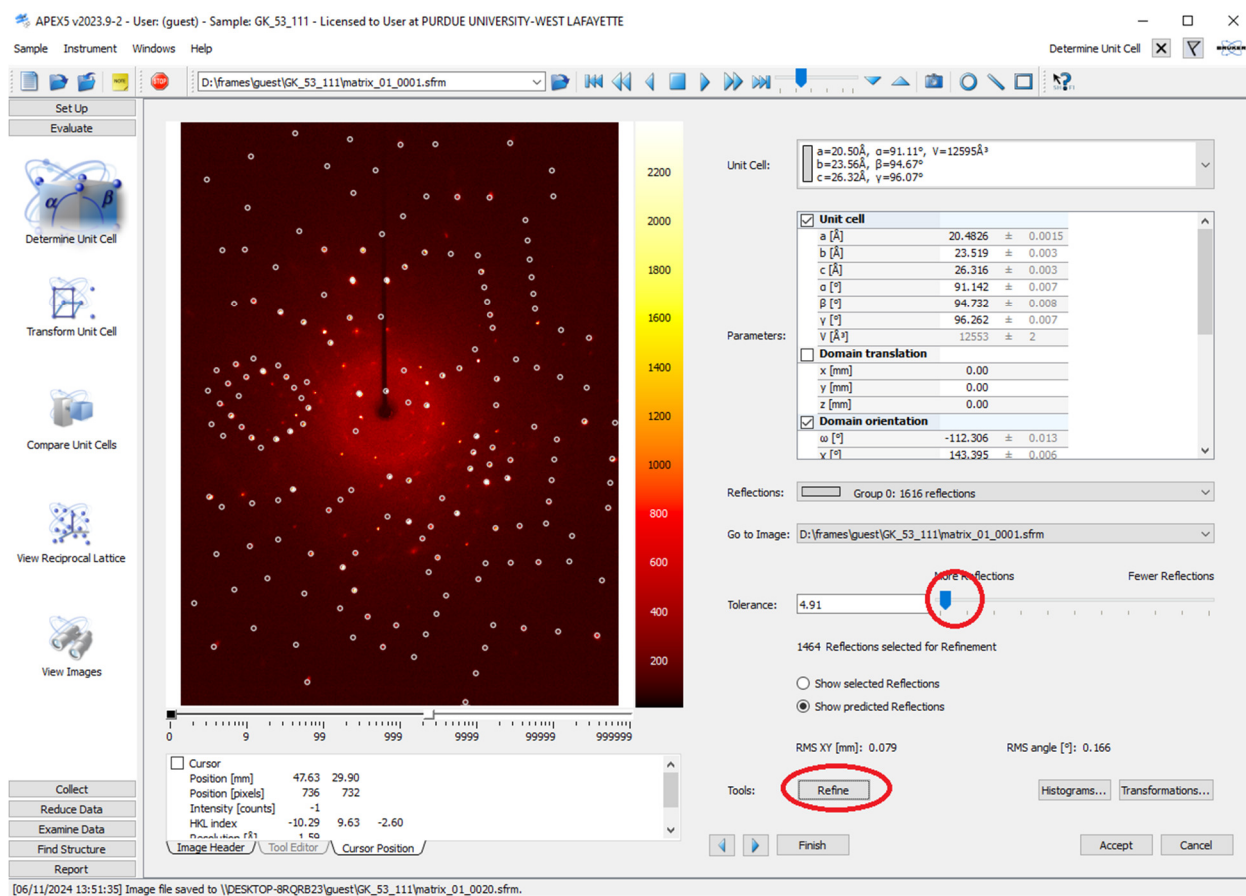 APEX5 v2023.9-2 - User: (guest) - Sample: GK_53_111 - Licensed to User at PURDUE UNIVERSITY-WEST LAFAYETTE
Sample Instrument Windows Help
Determine Unit Cell
BRUKER
NOTE
STOP
D:\frames\guest\GK_53_111\matrix_01_0001.sfrm
Set Up
Evaluate
α β
Determine Unit Cell
Transform Unit Cell
Compare Unit Cells
View Reciprocal Lattice
View Images
Collect
Reduce Data
Examine Data
Find Structure
Report
2200
2000
1800
1600
1400
1200
1000
800
600
400
200
0 9 99 999 9999 99999 999999
Cursor
Position [mm] 47.63 29.90
Position [pixels] 736 732
Intensity [counts] -1
HKL index -10.29 9.63 -2.60
Resolution [Å] 1.59
Image Header Tool Editor Cursor Position
Unit Cell:
a=20.50Å, α=91.11°, V=12595Å³
b=23.56Å, β=94.67°
c=26.32Å, γ=96.07°
Parameters:
Unit cell
a [Å] 20.4826 ± 0.0015
b [Å] 23.519 ± 0.003
c [Å] 26.316 ± 0.003
α [°] 91.142 ± 0.007
β [°] 94.732 ± 0.008
γ [°] 96.262 ± 0.007
V [Å³] 12553 ± 2
Domain translation
x [mm] 0.00
y [mm] 0.00
z [mm] 0.00
Domain orientation
ω [°] -112.306 ± 0.013
χ [°] 143.395 ± 0.006
Reflections: Group 0: 1616 reflections
Go to Image: D:\frames\guest\GK_53_111\matrix_01_0001.sfrm
More Reflections Fewer Reflections
Tolerance: 4.91
1464 Reflections selected for Refinement
Show selected Reflections
Show predicted Reflections
RMS XY [mm]: 0.079 RMS angle [°]: 0.166
Tools: Refine Histograms... Transformations...
Finish Accept Cancel
[06/11/2024 13:51:35] Image file saved to \\DESKTOP-8RQRB23\guest\GK_53_111\matrix_01_0020.sfrm.